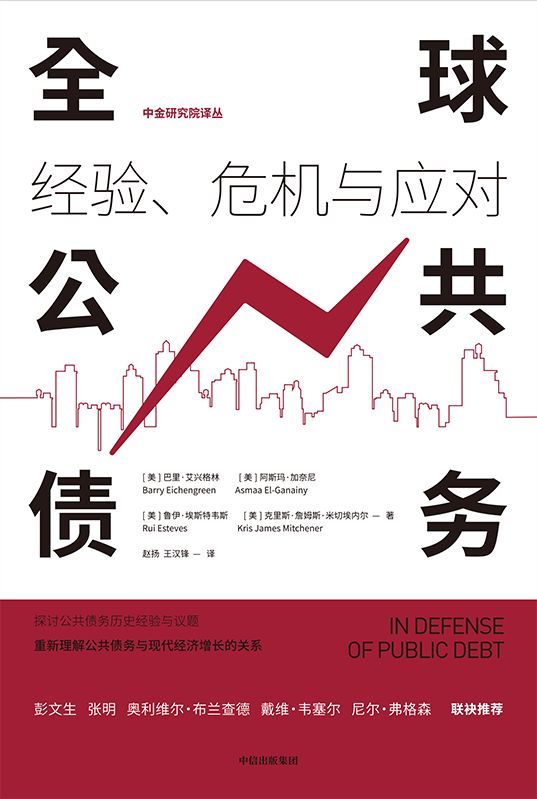 全球
中金研究院译丛
经验、危机与应对
公共
[美]巴里·艾兴格林 [美]阿斯玛·加奈尼
Barry Eichengreen Asmaa El-Ganainy
[美]鲁伊·埃斯特韦斯 [美]克里斯·詹姆斯·米切埃内尔 — 著
Rui Esteves Kris James Mitchener
债务
赵扬 王汉锋 — 译
探讨公共债务历史经验与议题
重新理解公共债务与现代经济增长的关系
IN DEFENSE
OF PUBLIC DEBT
彭文生 张明 奥利维尔·布兰查德 戴维·韦塞尔 尼尔·弗格森 联袂推荐
中信出版集团